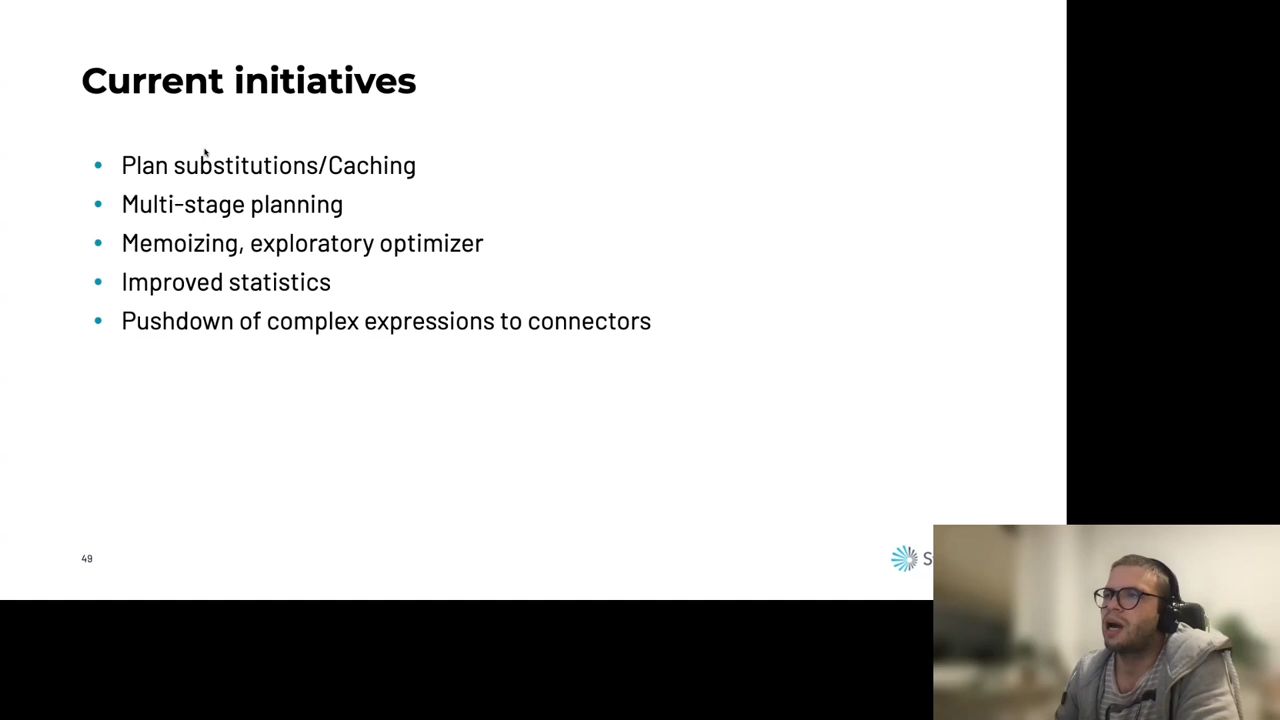 Current initiatives
• Plan substitutions/Caching
• Multi-stage planning
• Memoizing, exploratory optimizer
• Improved statistics
• Pushdown of complex expressions to connectors
49